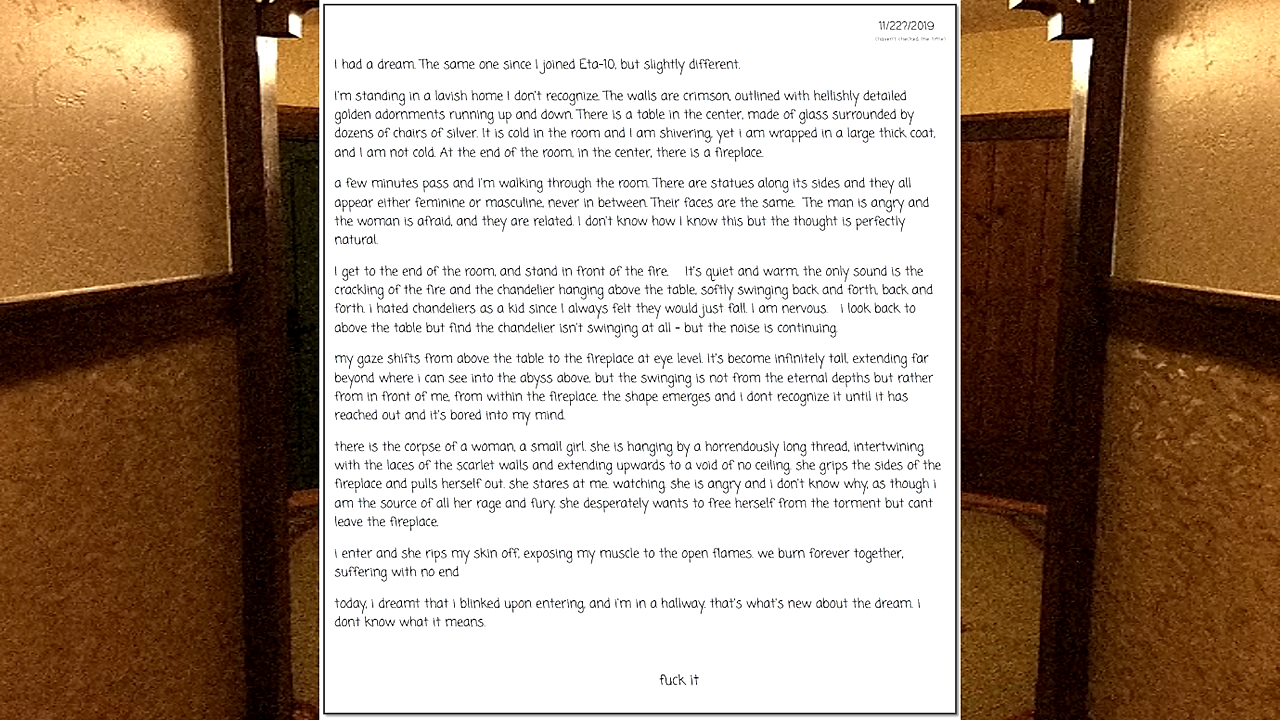 11/22?/2019
(haven't checked the time)
I had a dream. The same one since I joined Eta-10, but slightly different.
I'm standing in a lavish home I don't recognize. The walls are crimson, outlined with hellishly detailed
golden adornments running up and down. There is a table in the center, made of glass surrounded by
dozens of chairs of silver. It is cold in the room and I am shivering, yet i am wrapped in a large thick coat,
and I am not cold. At the end of the room, in the center, there is a fireplace.
a few minutes pass and I'm walking through the room. There are statues along its sides and they all
appear either feminine or masculine, never in between. Their faces are the same. The man is angry and
the woman is afraid, and they are related. I don't know how I know this but the thought is perfectly
natural.
I get to the end of the room, and stand in front of the fire. It's quiet and warm, the only sound is the
crackling of the fire and the chandelier hanging above the table, softly swinging back and forth, back and
forth. i hated chandeliers as a kid since I always felt they would just fall. I am nervous. i look back to
above the table but find the chandelier isn't swinging at all - but the noise is continuing.
my gaze shifts from above the table to the fireplace at eye level. It's become infinitely tall, extending far
beyond where i can see into the abyss above. but the swinging is not from the eternal depths but rather
from in front of me, from within the fireplace. the shape emerges and i dont recognize it until it has
reached out and it's bored into my mind.
there is the corpse of a woman, a small girl. she is hanging by a horrendously long thread, intertwining
with the laces of the scarlet walls and extending upwards to a void of no ceiling. she grips the sides of the
fireplace and pulls herself out. she stares at me. watching. she is angry and i don't know why, as though i
am the source of all her rage and fury. she desperately wants to free herself from the torment but cant
leave the fireplace.
i enter and she rips my skin off, exposing my muscle to the open flames. we burn forever together,
suffering with no end
today, i dreamt that i blinked upon entering, and i'm in a hallway. that's what's new about the dream. i
dont know what it means.
fuck it